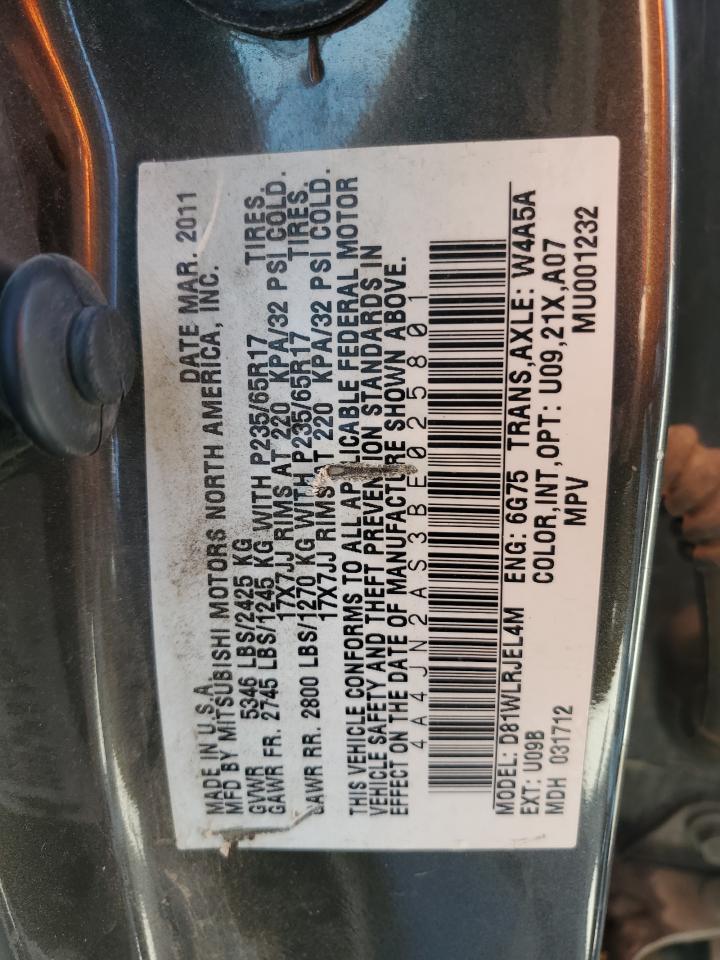 MADE IN U.S.A. DATE MAR. 2011
MFD BY MITSUBISHI MOTORS NORTH AMERICA, INC.
GVWR 5346 LBS/2425 KG
GAWR FR. 2745 LBS/1245 KG WITH P235/65R17 TIRES.
17X7JJ RIMS AT 220 KPA/32 PSI COLD.
GAWR RR. 2800 LBS/1270 KG WITH P235/65R17 TIRES.
17X7JJ RIMS AT 220 KPA/32 PSI COLD.
THIS VEHICLE CONFORMS TO ALL APPLICABLE FEDERAL MOTOR
VEHICLE SAFETY AND THEFT PREVENTION STANDARDS IN
EFFECT ON THE DATE OF MANUFACTURE SHOWN ABOVE.
4A4JN2AS3BE025801
MODEL: D81WLRJEL4M ENG: 6G75 TRANS,AXLE: W4A5A
EXT: U09B COLOR,INT,OPT: U09,21X,A07
MDH 031712 MPV MU001232